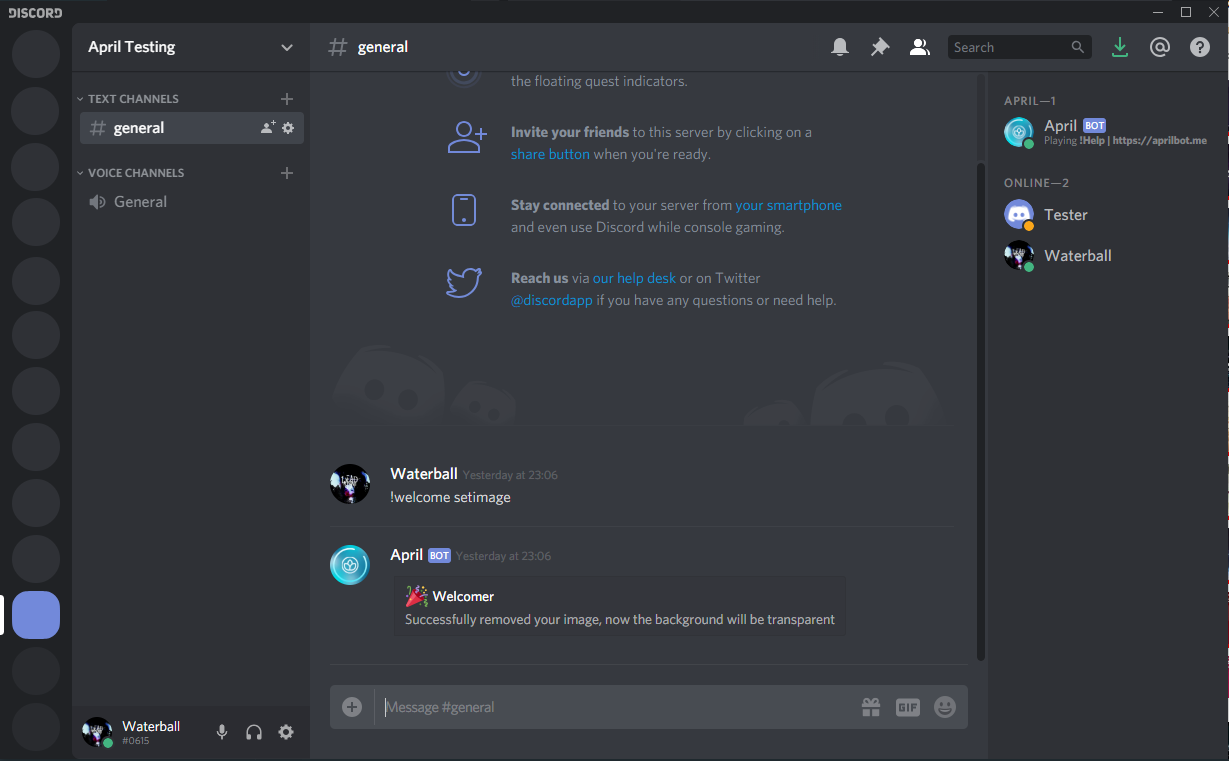 DISCORD
April Testing
general
Search
TEXT CHANNELS
general
VOICE CHANNELS
General
the floating quest indicators.
Invite your friends to this server by clicking on a
share button when you're ready.
Stay connected to your server from your smartphone
and even use Discord while console gaming.
Reach us via our help desk or on Twitter
@discordapp if you have any questions or need help.
Waterball Yesterday at 23:06
!welcome setimage
April BOT Yesterday at 23:06
Welcomer
Successfully removed your image, now the background will be transparent
Message #general
GIF
Waterball
#0615
APRIL—1
April BOT
Playing !Help | https://aprilbot.me
ONLINE—2
Tester
Waterball